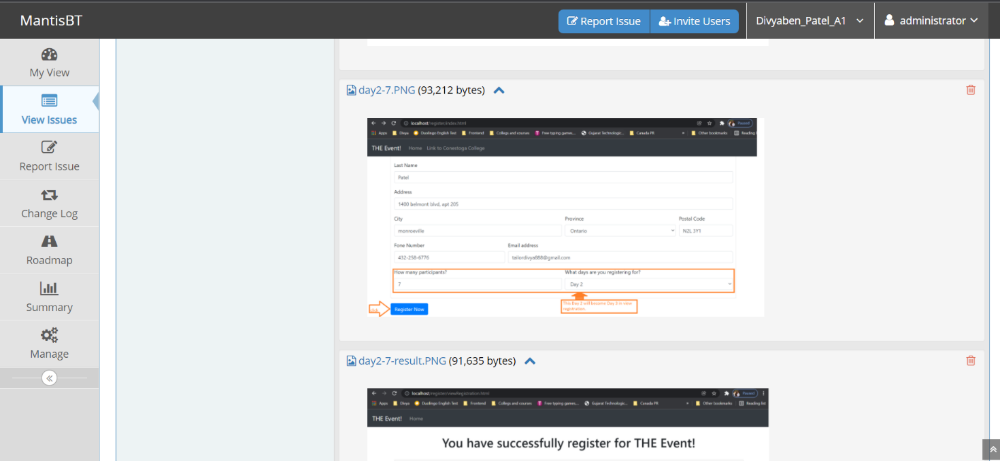 MantisBT
Report Issue
Invite Users
Divyaben_Patel_A1
administrator
My View
View Issues
Report Issue
Change Log
Roadmap
Summary
Manage
day2-7.PNG (93,212 bytes)
localhost/register/index.html
Paused
Apps Divya Duolingo English Test Frontend College and courses Free typing games... Gujarat Technologic... Canada PR » Other bookmarks Reading l
THE Event! Home Link to Conestoga College
Last Name
Patel
Address
1400 belmont blvd, apt 205
City Province Postal Code
monroeville Ontario N2L 3Y1
Fone Number Email address
432-258-6776 tailordivya888@gmail.com
How many participants? What days are you registering for?
7 Day 2
This Day 2 will become Day 3 in view
registration.
click
Register Now
day2-7-result.PNG (91,635 bytes)
localhost/register/viewRegistration.html
Paused
Apps Divya Duolingo English Test Frontend College and courses Free typing games... Gujarat Technologic... Canada PR » Other bookmarks Reading list
THE Event! Home
You have successfully register for THE Event!